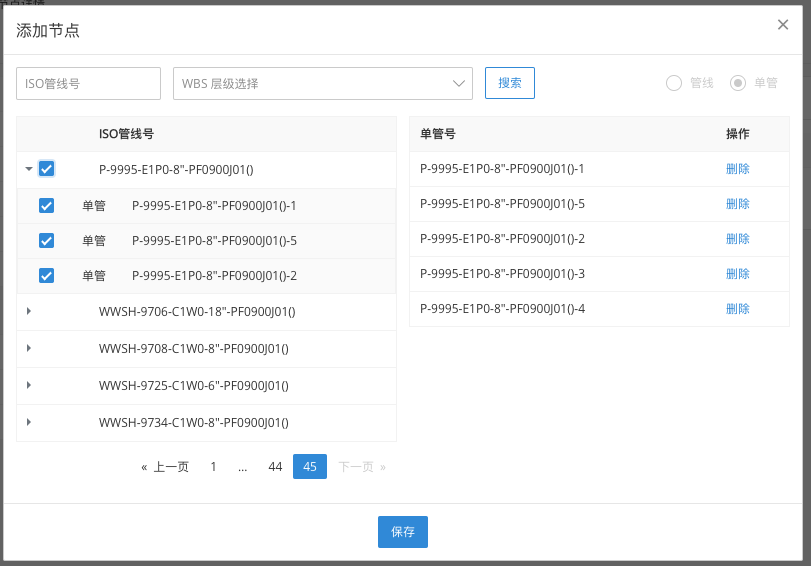 添加节点
ISO管线号 WBS 层级选择 搜索 管线 单管
ISO管线号
P-9995-E1P0-8"-PF0900J01()
单管 P-9995-E1P0-8"-PF0900J01()-1
单管 P-9995-E1P0-8"-PF0900J01()-5
单管 P-9995-E1P0-8"-PF0900J01()-2
WWSH-9706-C1W0-18"-PF0900J01()
WWSH-9708-C1W0-8"-PF0900J01()
WWSH-9725-C1W0-6"-PF0900J01()
WWSH-9734-C1W0-8"-PF0900J01()
« 上一页 1 ... 44 45 下一页 »
单管号 操作
P-9995-E1P0-8"-PF0900J01()-1 删除
P-9995-E1P0-8"-PF0900J01()-5 删除
P-9995-E1P0-8"-PF0900J01()-2 删除
P-9995-E1P0-8"-PF0900J01()-3 删除
P-9995-E1P0-8"-PF0900J01()-4 删除
保存